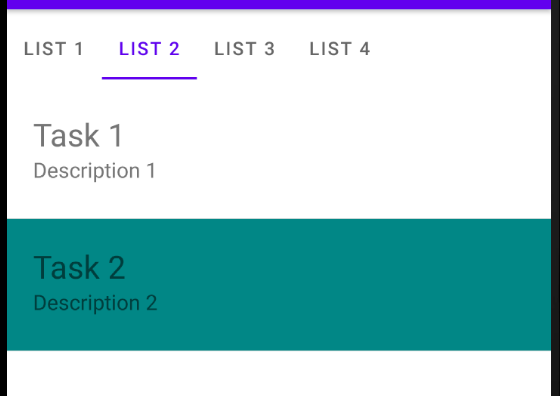 LIST 1 LIST 2 LIST 3 LIST 4
Task 1
Description 1
Task 2
Description 2